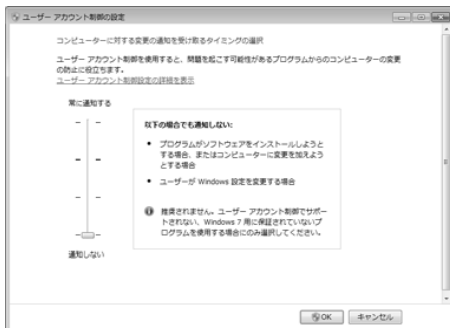 ユーザー アカウント制御の設定
コンピューターに対する変更の通知を受け取るタイミングの選択
ユーザー アカウント制御を使用すると、問題を起こす可能性があるプログラムからのコンピューターの変更
の防止に役立ちます。
ユーザー アカウント制御設定の詳細を表示
常に通知する
以下の場合でも通知しない:
• プログラムがソフトウェアをインストールしようと
する場合、またはコンピューターに変更を加えよう
とする場合
• ユーザーが Windows 設定を変更する場合
推奨されません。ユーザー アカウント制御でサポー
トされない、Windows 7 用に保証されていないプ
ログラムを使用する場合にのみ選択してください。
通知しない
OK
キャンセル